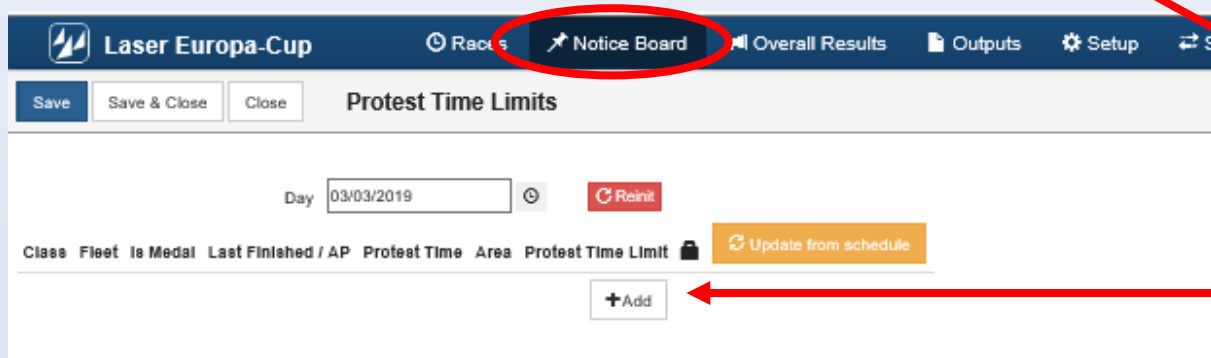 Laser Europa-Cup Races Notice Board Overall Results Outputs Setup S
Save Save & Close Close Protest Time Limits
Day 03/03/2019 Reinit
Class Fleet Is Medal Last Finished / AP Protest Time Area Protest Time Limit Update from schedule
+Add